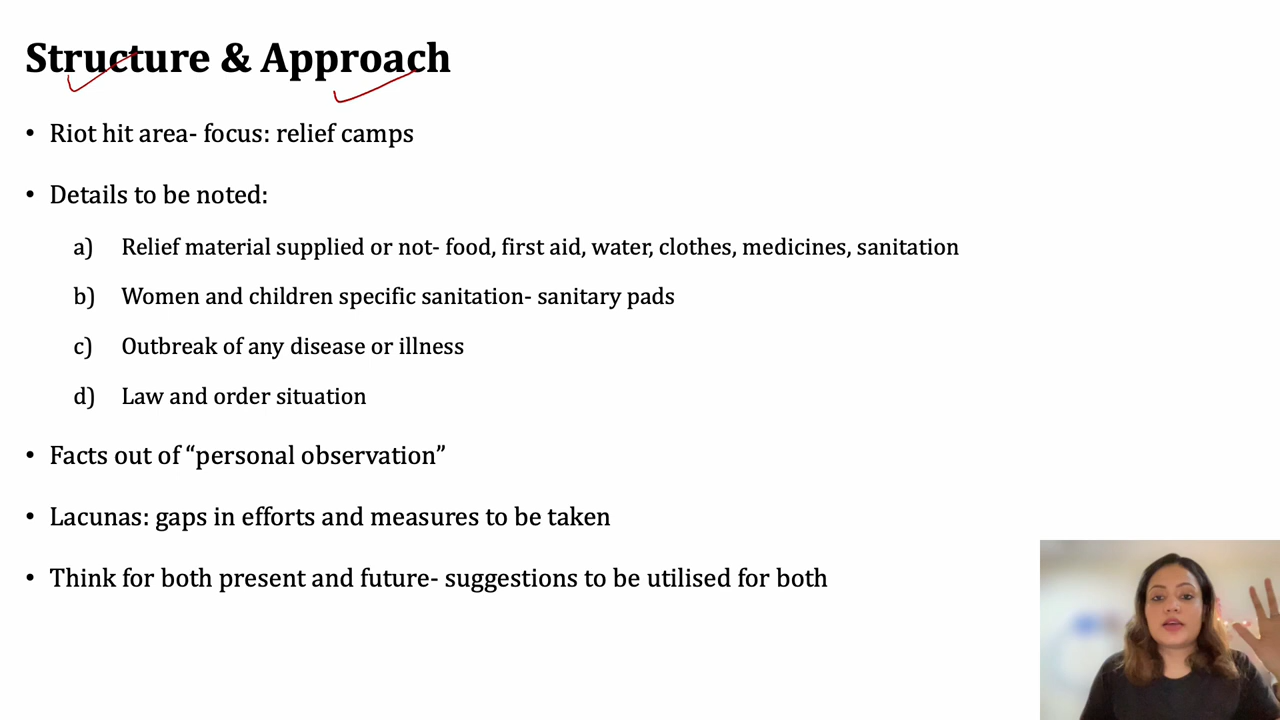 Structure & Approach
• Riot hit area- focus: relief camps
• Details to be noted:
a) Relief material supplied or not- food, first aid, water, clothes, medicines, sanitation
b) Women and children specific sanitation- sanitary pads
c) Outbreak of any disease or illness
d) Law and order situation
• Facts out of “personal observation”
• Lacunas: gaps in efforts and measures to be taken
• Think for both present and future- suggestions to be utilised for both